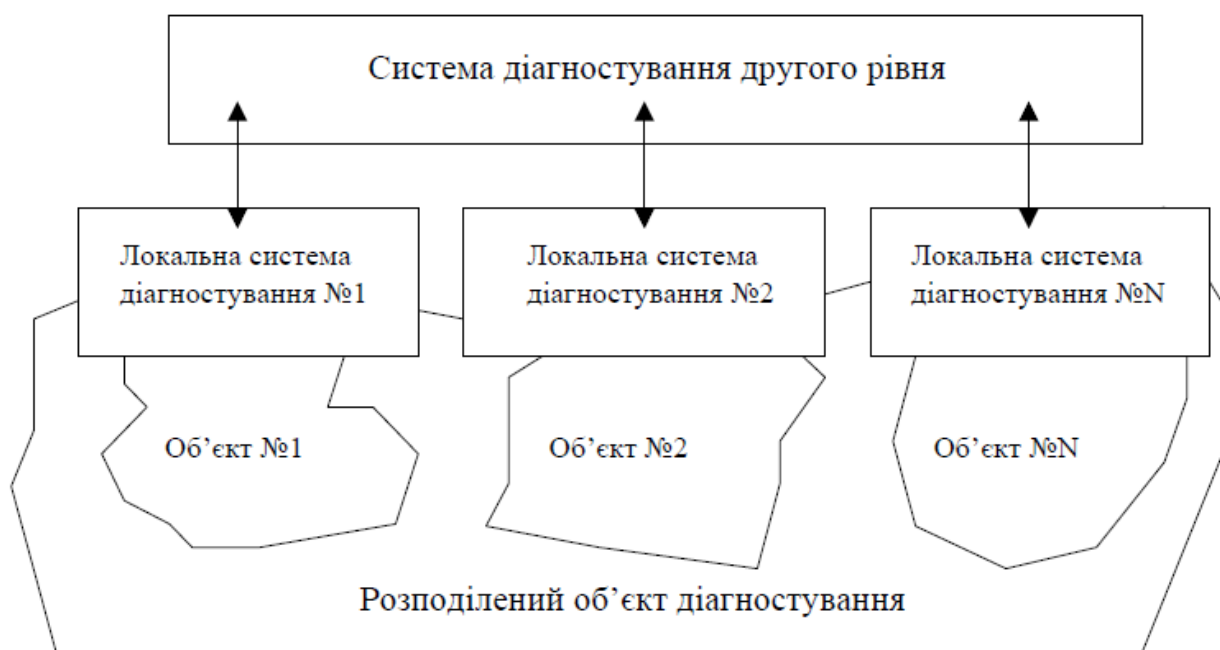 Система діагностування другого рівня
Локальна система
діагностування №1
Локальна система
діагностування №2
Локальна система
діагностування №N
Об’єкт №1
Об’єкт №2
Об’єкт №N
Розподілений об’єкт діагностування